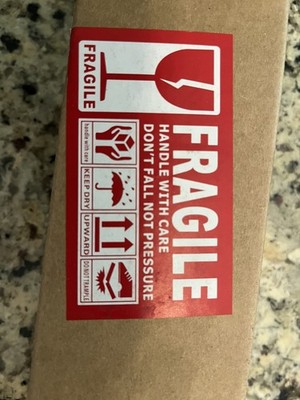 FRAGILE
FRAGILE
HANDLE WITH CARE
DON'T FALL NOT PRESSURE
handle with care
KEEP DRY
UPWARD
DO NOT TRAMPLE